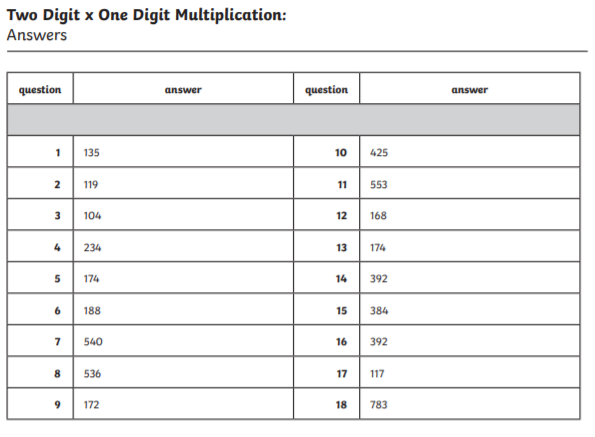 Two Digit x One Digit Multiplication:
Answers
question answer question answer
1 135 10 425
2 119 11 553
3 104 12 168
4 234 13 174
5 174 14 392
6 188 15 384
7 540 16 392
8 536 17 117
9 172 18 783